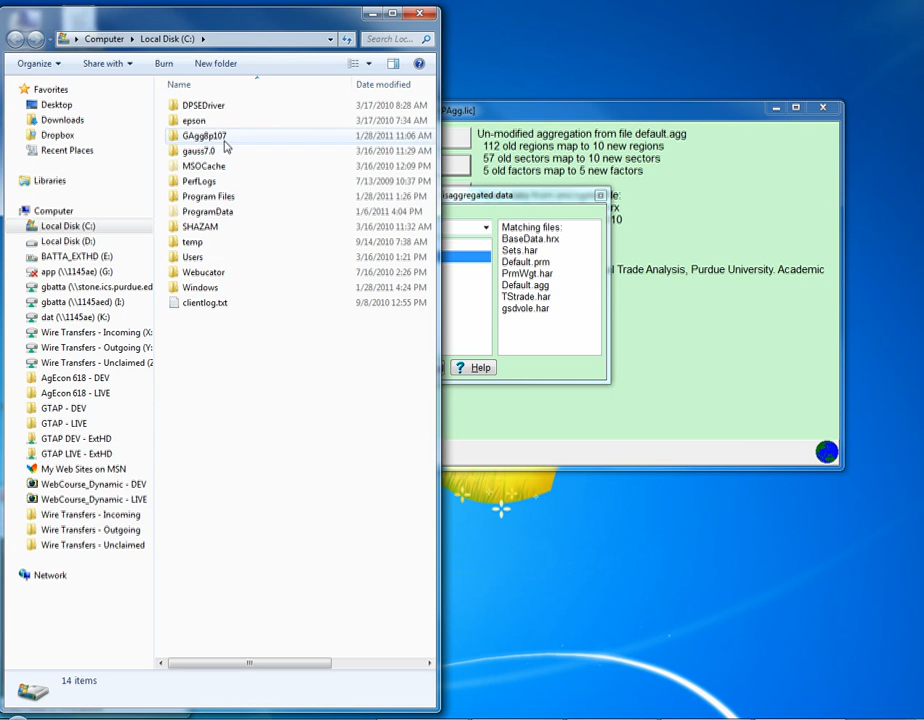 Computer ▸ Local Disk (C:) ▸
Search Loc...
Organize
Share with
Burn
New folder
Favorites
Desktop
Downloads
Dropbox
Recent Places
Libraries
Computer
Local Disk (C:)
Local Disk (D:)
BATTA_EXTHD (E:)
app (\\1145ae) (G:)
gbatta (\\stone.ics.purdue.ed
gbatta (\\1145aed) (I:)
dat (\\1145ae) (K:)
Wire Transfers - Incoming (X:
Wire Transfers - Outgoing (Y:
Wire Transfers - Unclaimed (Z
AgEcon 618 - DEV
AgEcon 618 - LIVE
GTAP - DEV
GTAP - LIVE
GTAP DEV - ExtHD
GTAP LIVE - ExtHD
My Web Sites on MSN
WebCourse_Dynamic - DEV
WebCourse_Dynamic - LIVE
Wire Transfers - Incoming
Wire Transfers - Outgoing
Wire Transfers - Unclaimed
Network
Name Date modified
DPSEDriver 3/17/2010 8:28 AM
epson 3/17/2010 7:34 AM
GAgg8p107 1/28/2011 11:06 AM
gauss7.0 3/16/2010 11:29 AM
MSOCache 3/16/2010 12:09 PM
PerfLogs 7/13/2009 10:37 PM
Program Files 1/28/2011 1:26 PM
ProgramData 1/6/2011 4:04 PM
SHAZAM 3/16/2010 11:32 AM
temp 9/14/2010 7:38 AM
Users 3/16/2010 1:21 PM
Webucator 7/16/2010 2:26 PM
Windows 1/28/2011 4:24 PM
clientlog.txt 9/8/2010 12:55 PM
14 items
PAgg.lic]
Un-modified aggregation from file default.agg
112 old regions map to 10 new regions
57 old sectors map to 10 new sectors
5 old factors map to 5 new factors
isaggregated data
le:
rx
10
Matching files:
BaseData.hrx
Sets.har
Default.prm
PrmWgt.har
Default.agg
TStrade.har
gsdvole.har
? Help
l Trade Analysis, Purdue University. Academic